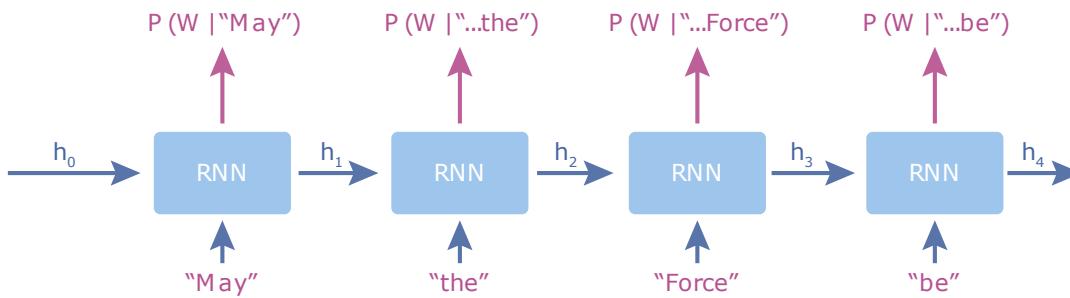 P (W | “May”) P (W | “...the”) P (W | “...Force”) P (W | “...be”)
h₀ RNN h₁ RNN h₂ RNN h₃ RNN h₄
“May” “the” “Force” “be”